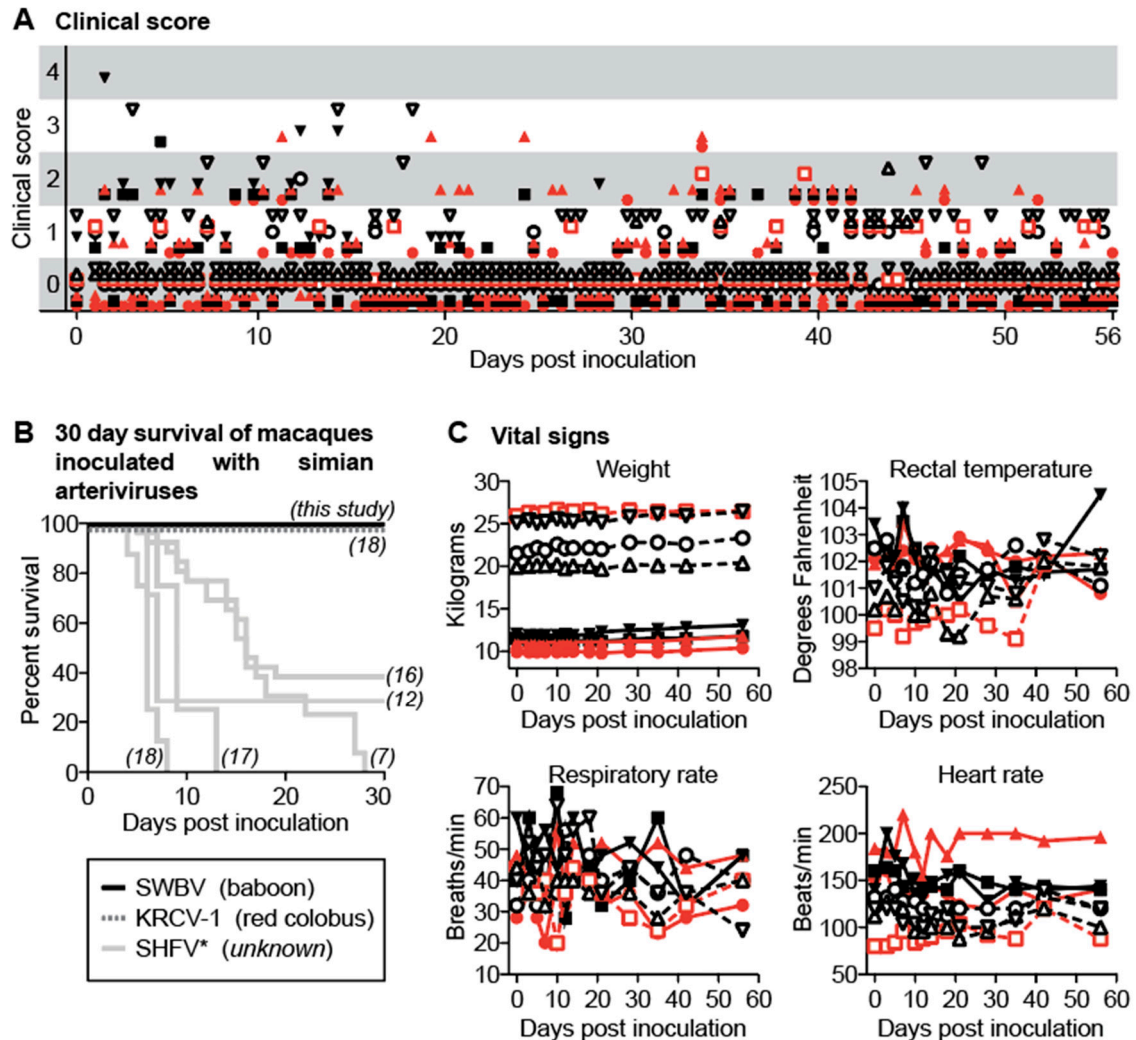 A Clinical score
Clinical score
4
3
2
1
0
0 10 20 30 40 50 56
Days post inoculation
B 30 day survival of macaques
inoculated with simian
arteriviruses
Percent survival
100
80
60
40
20
0
(this study)
(18)
(16)
(12)
(18) (17) (7)
0 10 20 30
Days post inoculation
SWBV (baboon)
KRCV-1 (red colobus)
SHFV* (unknown)
C Vital signs
Weight
Kilograms
30
25
20
15
10
0 10 20 30 40 50 60
Days post inoculation
Rectal temperature
Degrees Fahrenheit
105
104
103
102
101
100
99
98
0 10 20 30 40 50 60
Days post inoculation
Respiratory rate
Breaths/min
70
60
50
40
30
20
10
0 10 20 30 40 50 60
Days post inoculation
Heart rate
Beats/min
250
200
150
100
50
0 10 20 30 40 50 60
Days post inoculation